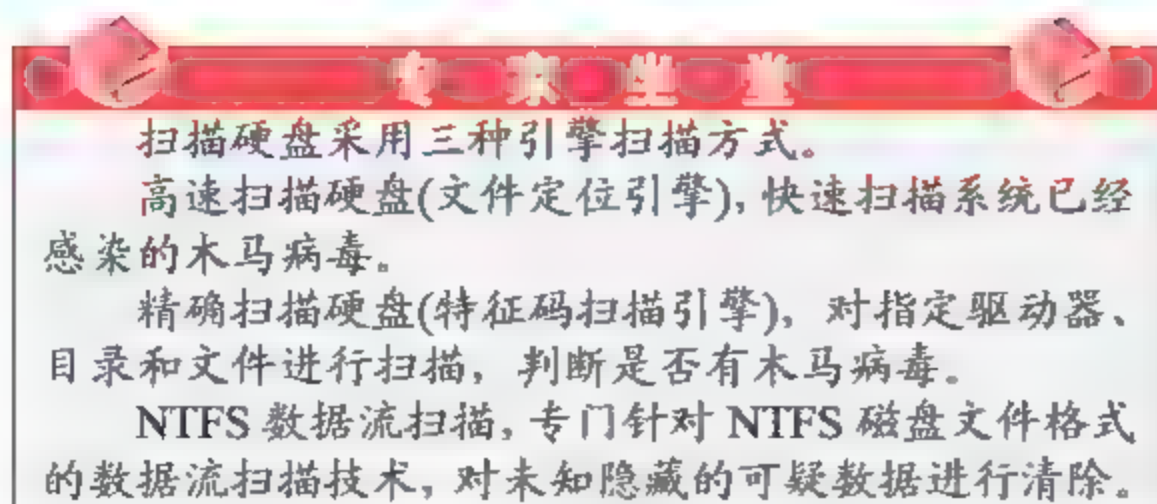 专家坐堂
扫描硬盘采用三种引擎扫描方式。
高速扫描硬盘(文件定位引擎),快速扫描系统已经
感染的木马病毒。
精确扫描硬盘(特征码扫描引擎),对指定驱动器、
目录和文件进行扫描,判断是否有木马病毒。
NTFS 数据流扫描,专门针对 NTFS 磁盘文件格式
的数据流扫描技术,对未知隐藏的可疑数据进行清除。